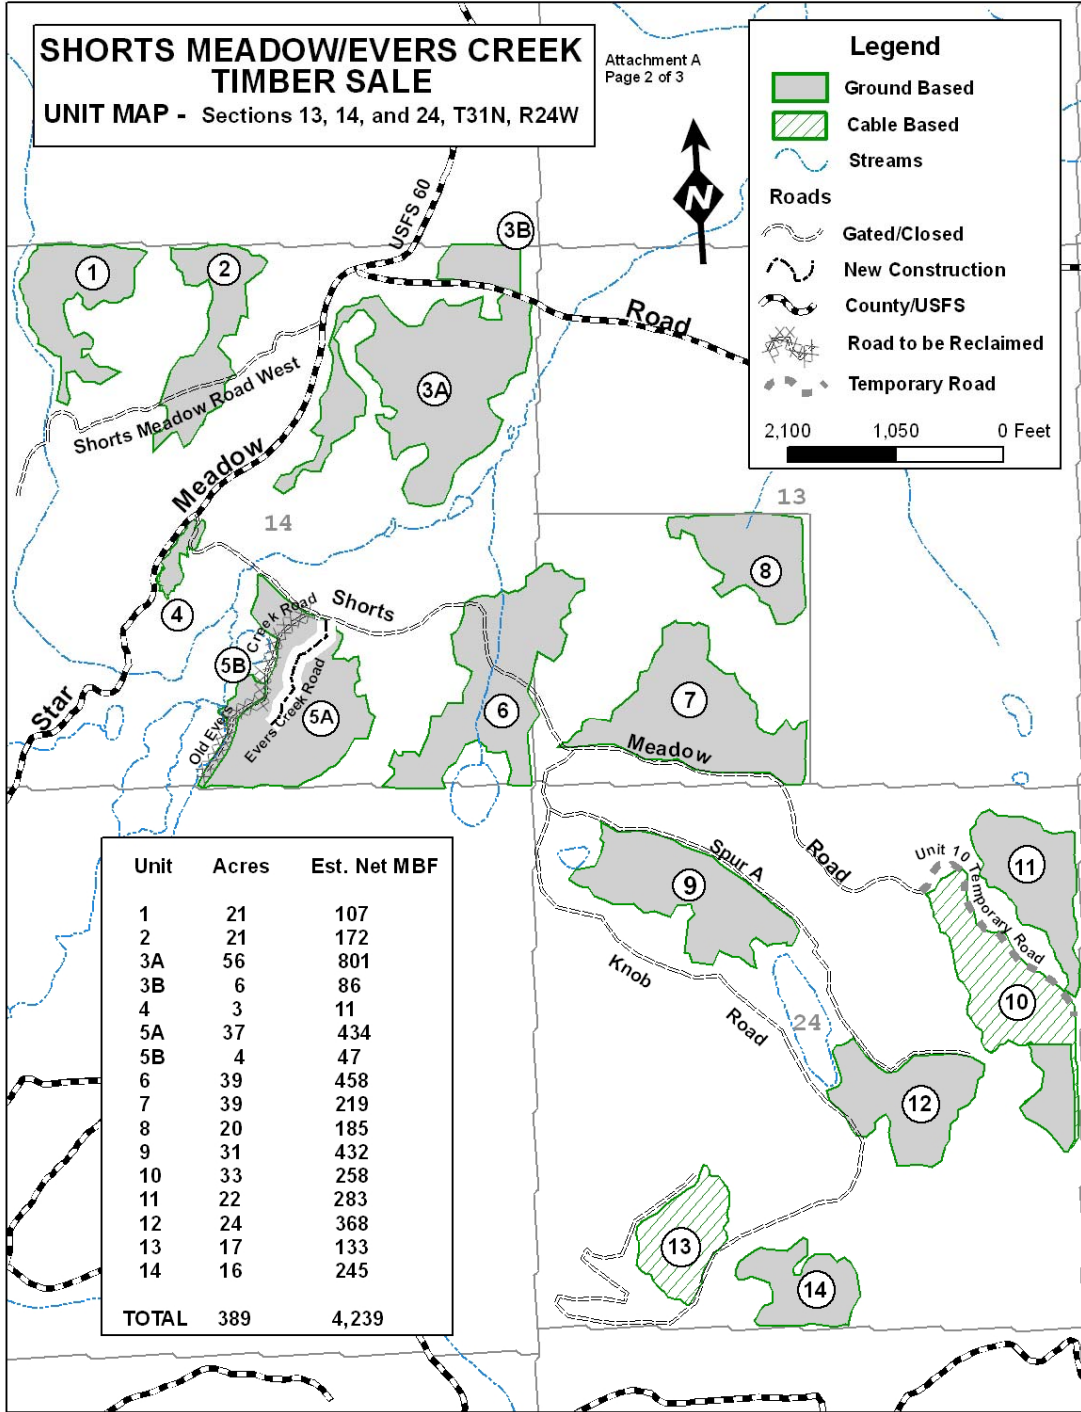 SHORTS MEADOW/EVERS CREEK
TIMBER SALE
UNIT MAP - Sections 13, 14, and 24, T31N, R24W
Attachment A
Page 2 of 3
Legend
Ground Based
Cable Based
Streams
Roads
Gated/Closed
New Construction
County/USFS
Road to be Reclaimed
Temporary Road
2,100 1,050 0 Feet
N
USFS 60
3B
1
2
Road
3A
Shorts Meadow Road West
Meadow
14
13
8
4
Shorts
Creek Road
5B
Star
Old Evers
Evers Creek Road
5A
6
7
Meadow
Road
Spur A
9
Unit 10 Temporary Road
11
10
Knob
Road
24
12
13
14
Unit Acres Est. Net MBF
1 21 107
2 21 172
3A 56 801
3B 6 86
4 3 11
5A 37 434
5B 4 47
6 39 458
7 39 219
8 20 185
9 31 432
10 33 258
11 22 283
12 24 368
13 17 133
14 16 245
TOTAL 389 4,239